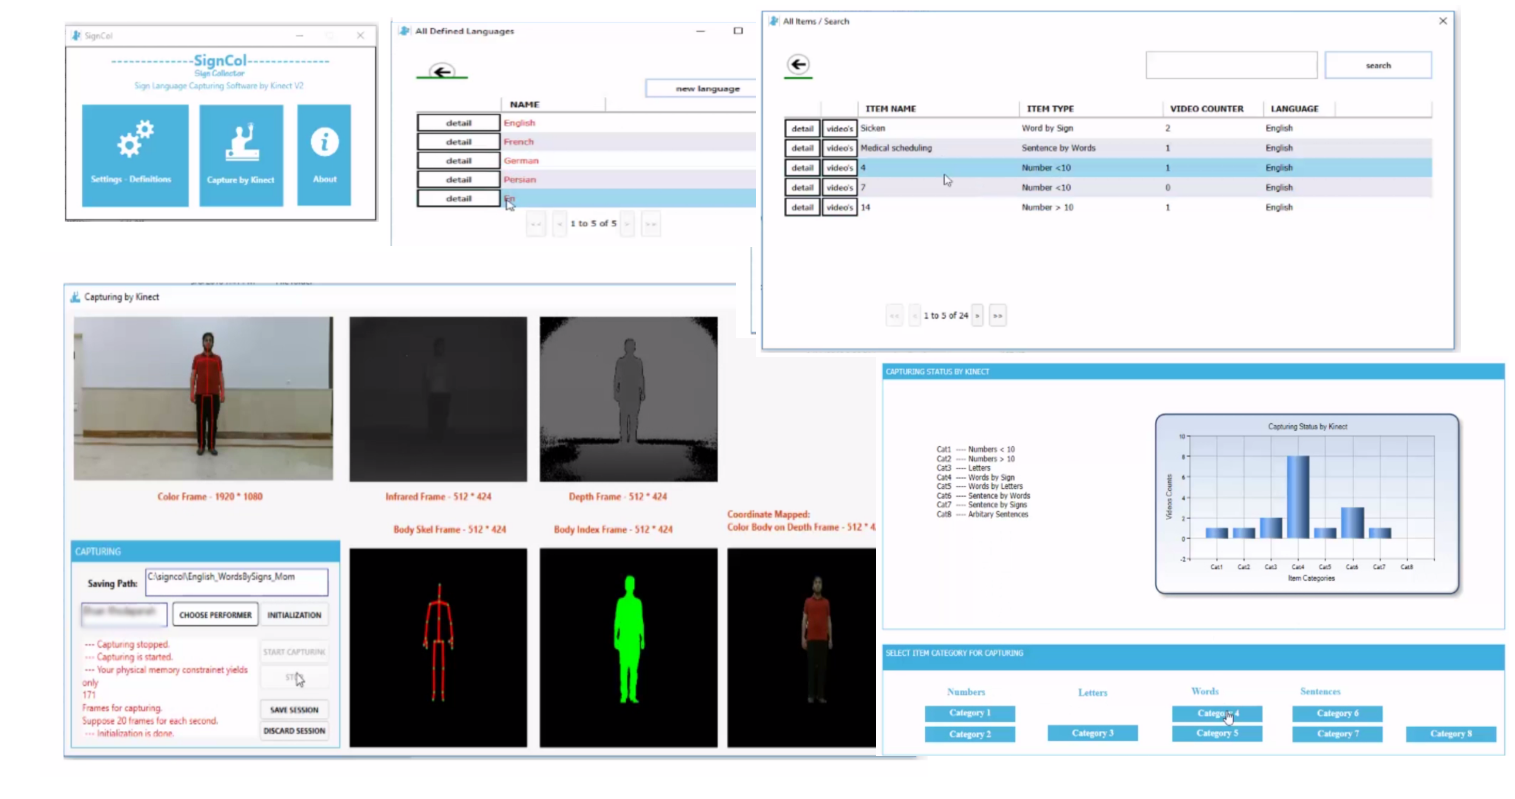 SignCol
------------SignCol------------
Sign Collector
Sign Language Capturing Software by Kinect V2
Settings - Definitions
Capture by Kinect
About
All Defined Languages
new language
NAME
detail English
detail French
detail German
detail Persian
detail En
<< < 1 to 5 of 5 > >>
All Items / Search
search
ITEM NAME ITEM TYPE VIDEO COUNTER LANGUAGE
detail video's Sicken Word by Sign 2 English
detail video's Medical scheduling Sentence by Words 1 English
detail video's 4 Number <10 1 English
detail video's 7 Number <10 0 English
detail video's 14 Number > 10 1 English
<< < 1 to 5 of 24 > >>
Capturing by Kinect
Color Frame - 1920 * 1080
Infrared Frame - 512 * 424
Depth Frame - 512 * 424
Body Skel Frame - 512 * 424
Body Index Frame - 512 * 424
Coordinate Mapped:
Color Body on Depth Frame - 512 * 4
CAPTURING
Saving Path: C:\signcol\English_WordsBySigns_Mom
CHOOSE PERFORMER
INITIALIZATION
--- Capturing stopped.
--- Capturing is started.
--- Your physical memory constrainet yields
only
171
Frames for capturing.
Suppose 20 frames for each second.
--- Initialization is done.
START CAPTURING
SAVE SESSION
DISCARD SESSION
CAPTURING STATUS BY KINECT
Cat1 ---- Numbers < 10
Cat2 ---- Numbers > 10
Cat3 ---- Letters
Cat4 ---- Words by Sign
Cat5 ---- Words by Letters
Cat6 ---- Sentence by Words
Cat7 ---- Sentence by Signs
Cat8 ---- Arbitary Sentences
Capturing Status by Kinect
Videos Counts
10
8
6
4
2
0
-2
Cat1 Cat2 Cat3 Cat4 Cat5 Cat6 Cat7 Cat8
Item Categories
SELECT ITEM CATEGORY FOR CAPTURING
Numbers Letters Words Sentences
Category 1 Category 4 Category 6
Category 2 Category 3 Category 5 Category 7 Category 8